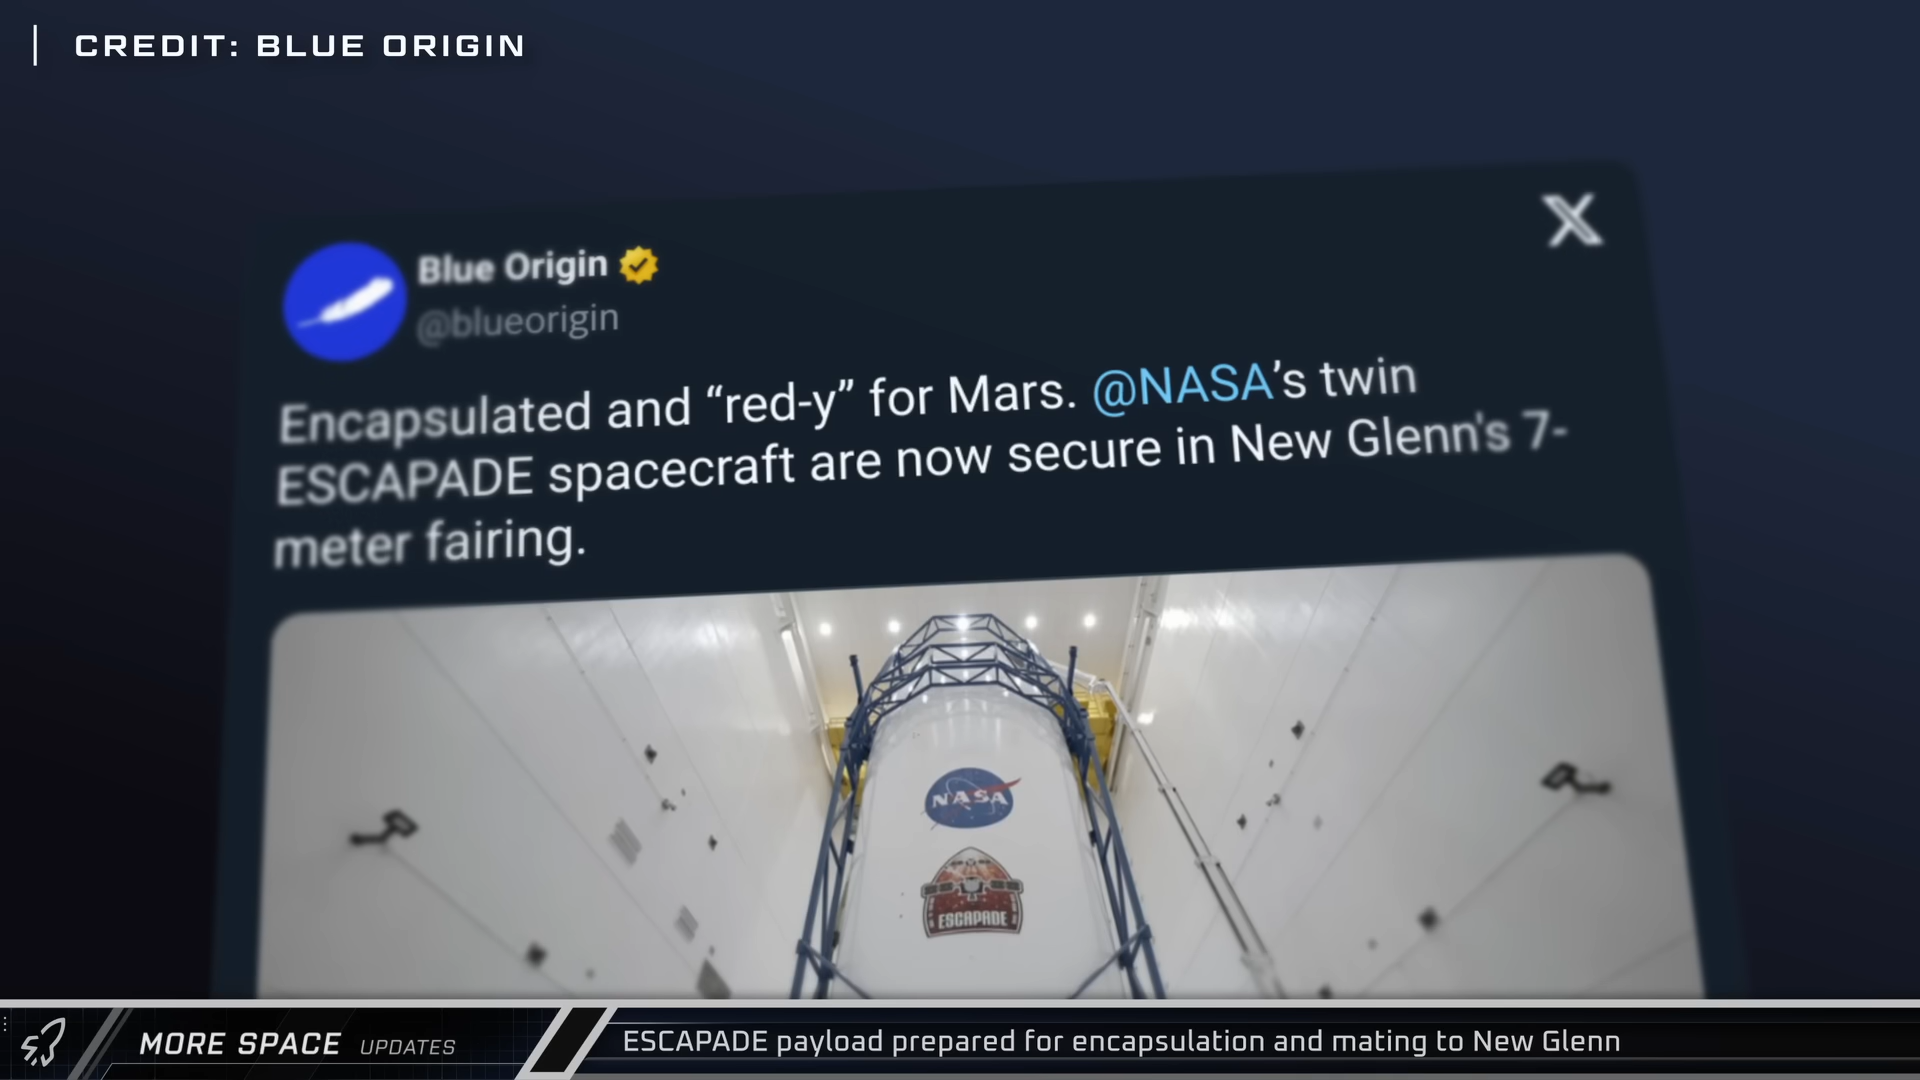 CREDIT: BLUE ORIGIN
Blue Origin
@blueorigin
Encapsulated and “red-y” for Mars. @NASA’s twin
ESCAPADE spacecraft are now secure in New Glenn's 7-
meter fairing.
NASA
ESCAPADE
MORE SPACE UPDATES
ESCAPADE payload prepared for encapsulation and mating to New Glenn